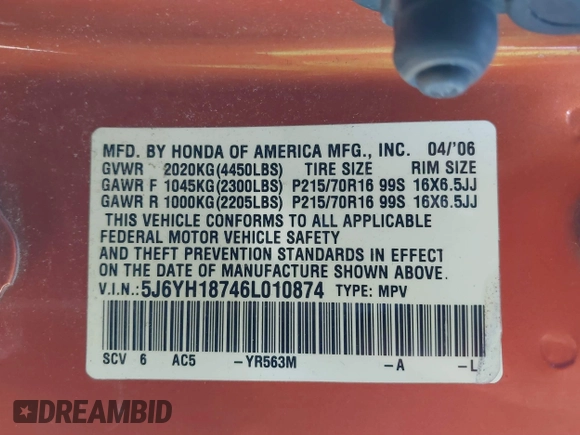 MFD. BY HONDA OF AMERICA MFG., INC. 04/'06
GVWR 2020KG(4450LBS) TIRE SIZE RIM SIZE
GAWR F 1045KG(2300LBS) P215/70R16 99S 16X6.5JJ
GAWR R 1000KG(2205LBS) P215/70R16 99S 16X6.5JJ
THIS VEHICLE CONFORMS TO ALL APPLICABLE
FEDERAL MOTOR VEHICLE SAFETY
AND THEFT PREVENTION STANDARDS IN EFFECT
ON THE DATE OF MANUFACTURE SHOWN ABOVE.
V.I.N.: 5J6YH18746L010874 TYPE: MPV
SCV 6 AC5 -YR563M -A -L
DREAMBID